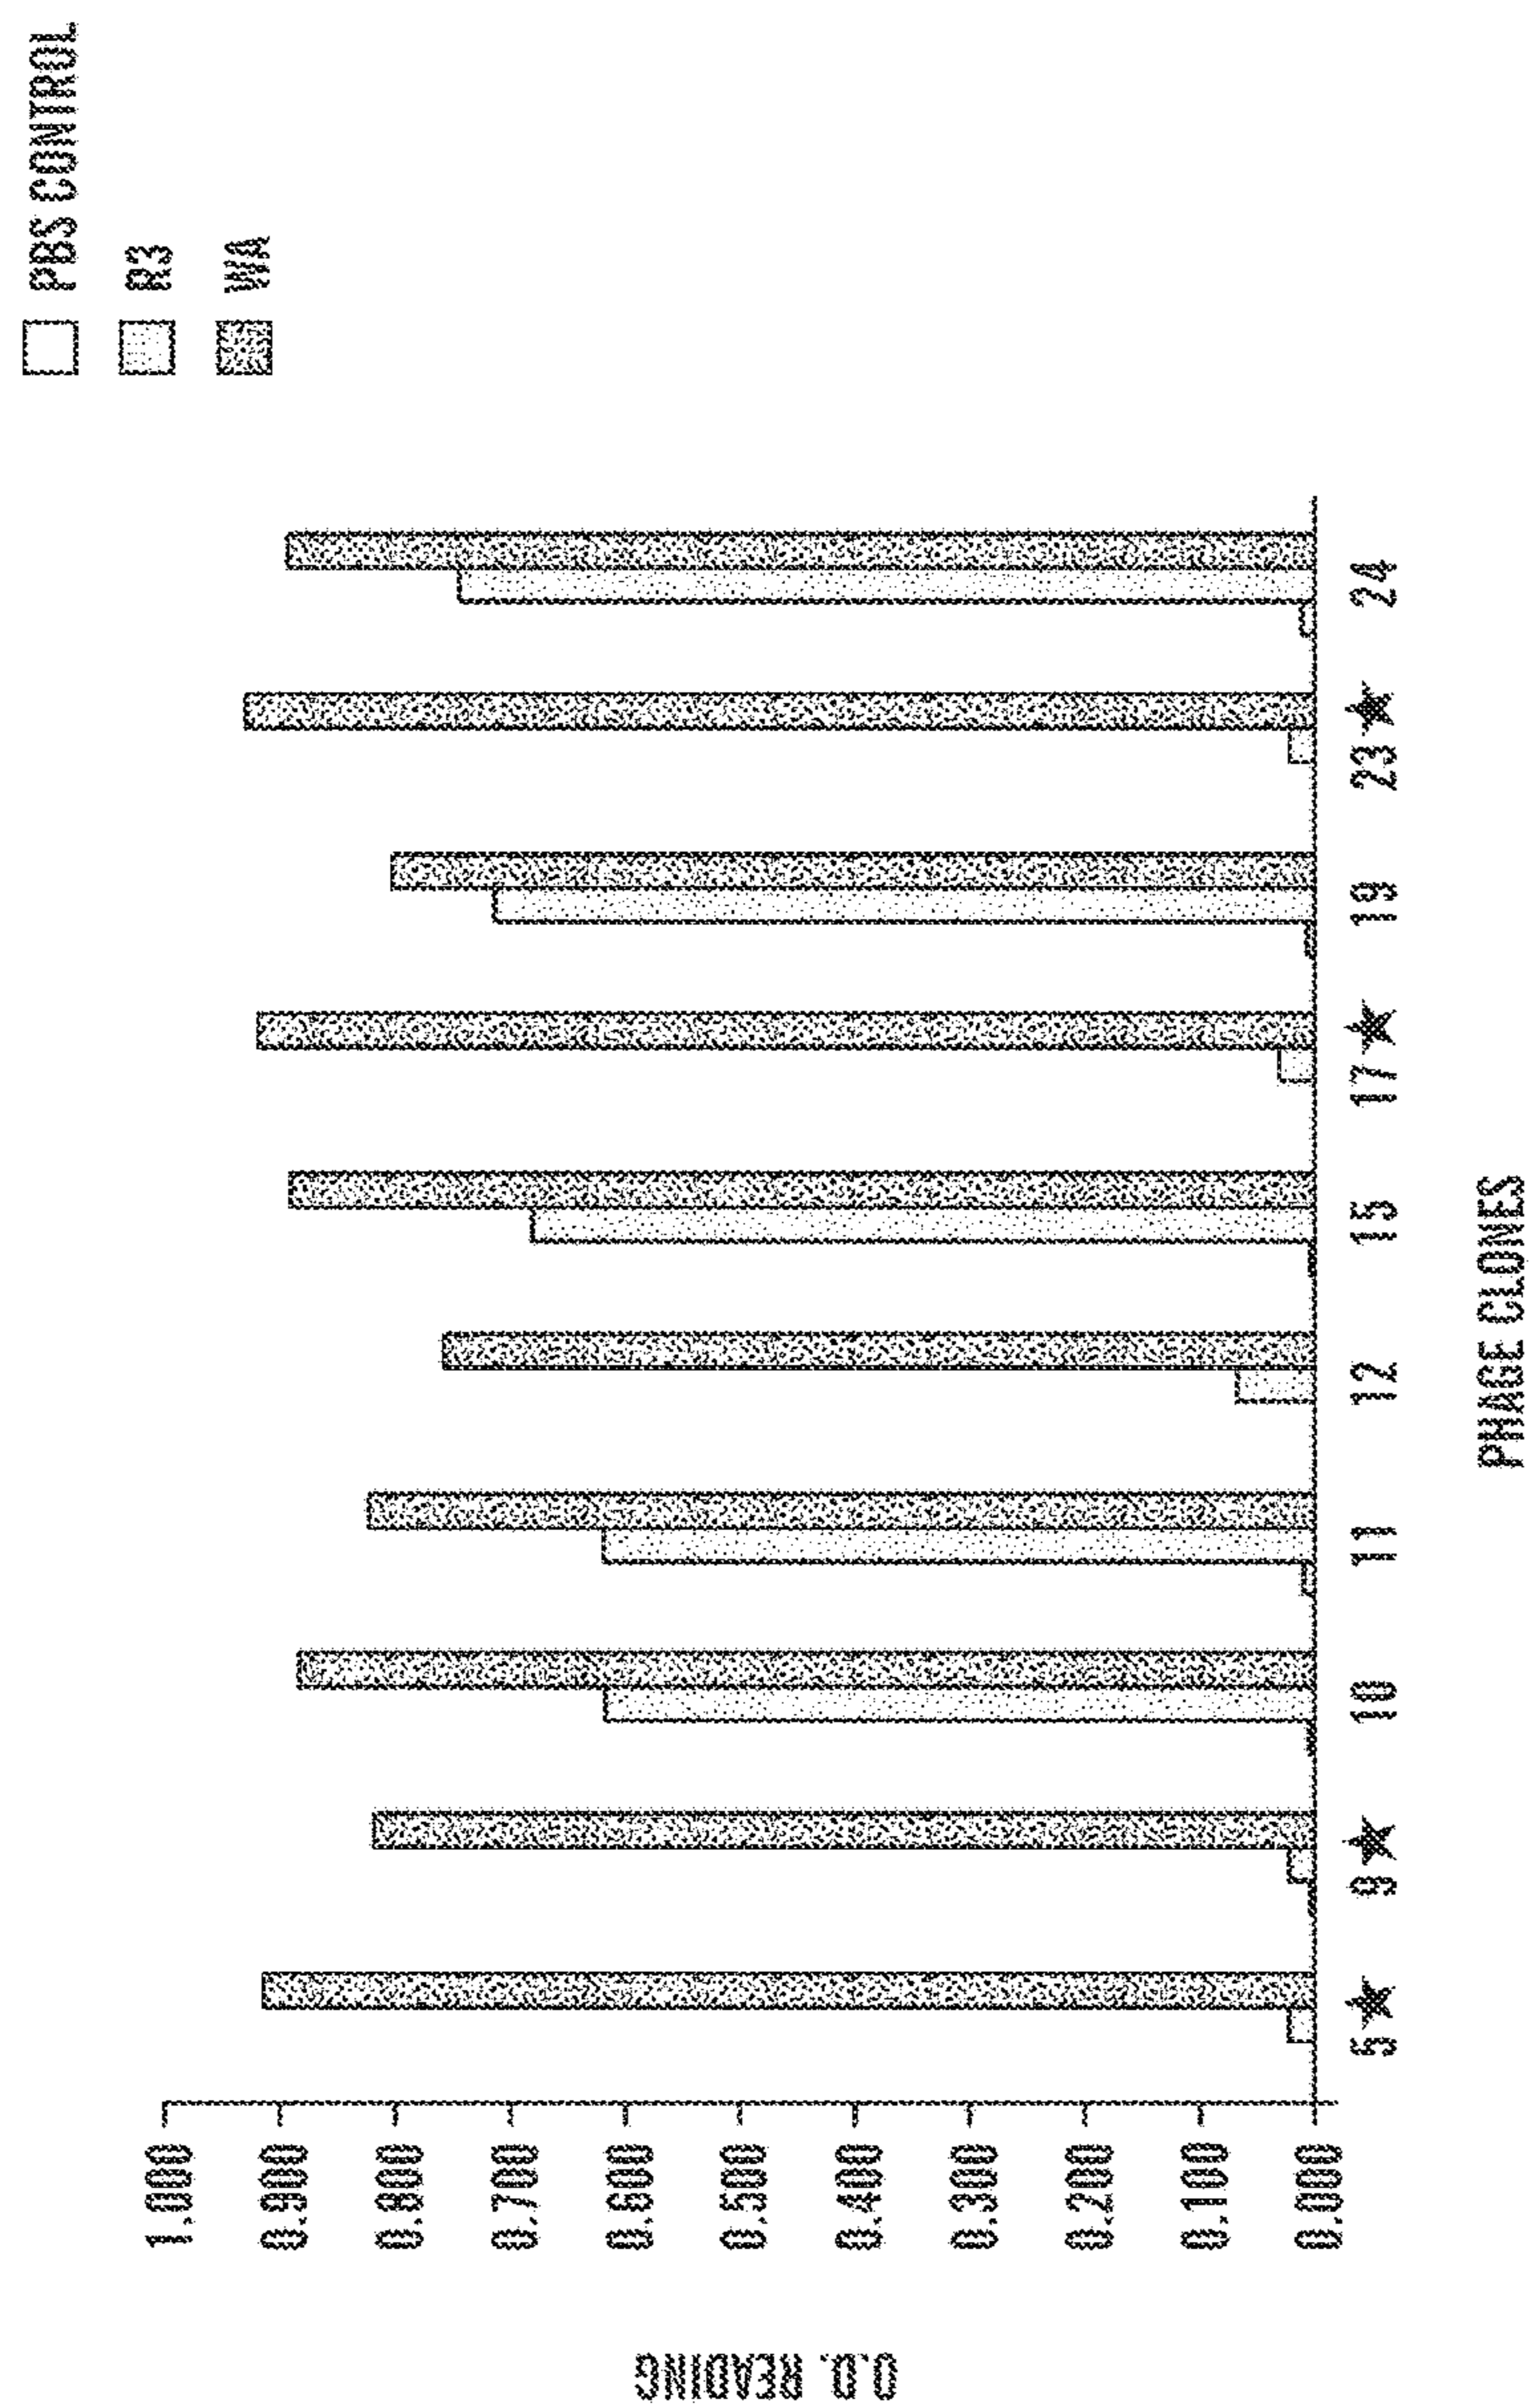 PBS CONTROL
R3
WA
O.D. READING
1.000
0.900
0.800
0.700
0.600
0.500
0.400
0.300
0.200
0.100
0.000
5★ 9★ 10 11 12 15 17★ 19 23★ 24
PHAGE CLONES